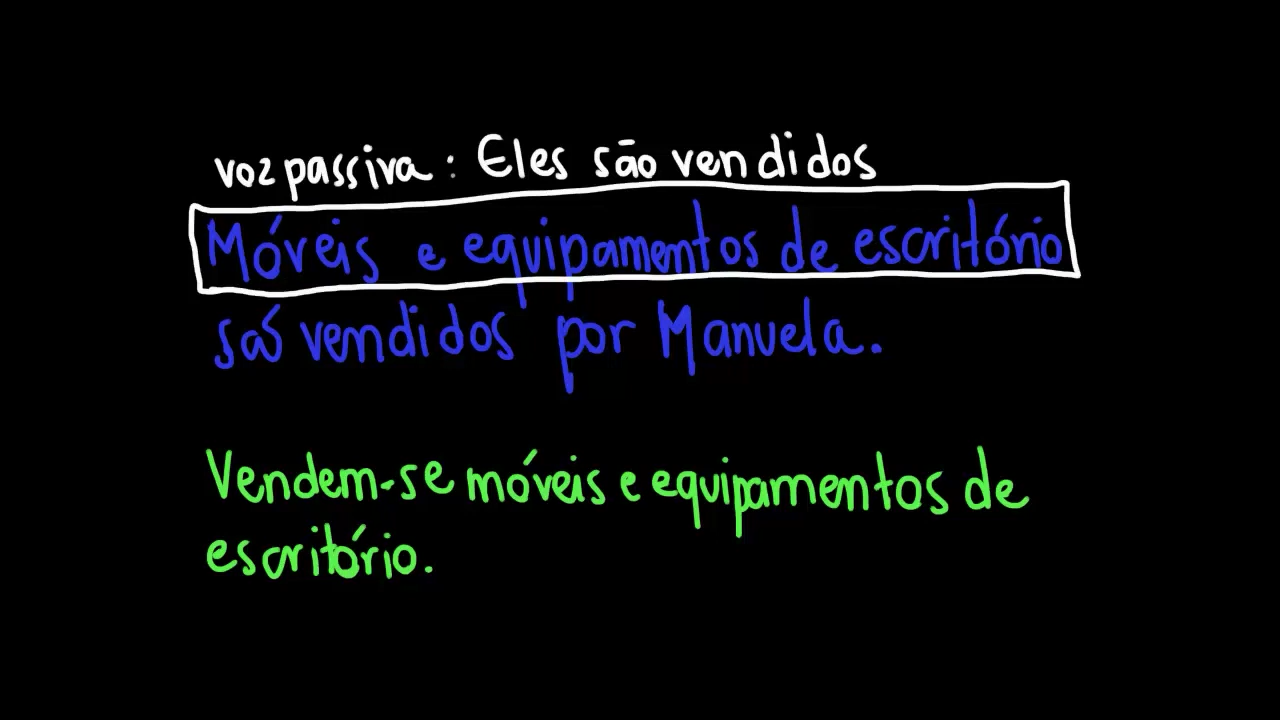 voz passiva: Eles são vendidos
Móveis e equipamentos de escritório
são vendidos por Manuela.
Vendem-se móveis e equipamentos de
escritório.